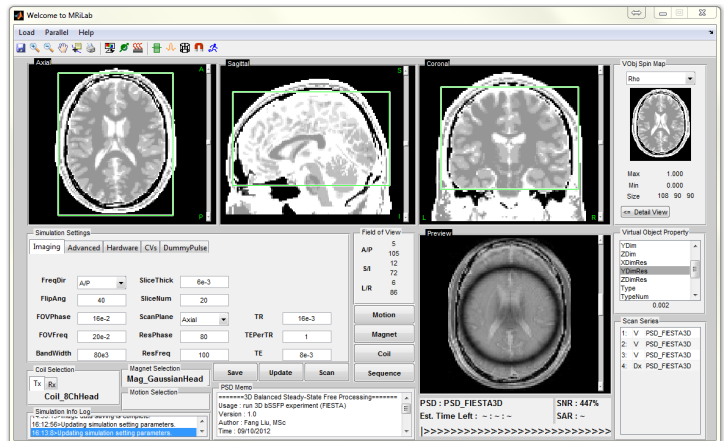 Welcome to MRiLab
Load Parallel Help
Axial
A
P
Sagittal
S
I
Coronal
L
R
VObj Spin Map
Rho
Max 1.000
Min 0.000
Size 108 90 90
<= Detail View
Simulation Settings
Imaging Advanced Hardware CVs DummyPulse
FreqDir A/P SliceThick 6e-3
FlipAng 40 SliceNum 20
FOVPhase 16e-2 ScanPlane Axial TR 16e-3
FOVFreq 20e-2 ResPhase 80 TEPerTR 1
BandWidth 80e3 ResFreq 100 TE 8e-3
Field of View
A/P 5
105
S/I 12
72
L/R 6
86
Motion
Magnet
Coil
Sequence
Preview
Virtual Object Property
YDim
ZDim
XDimRes
YDimRes
ZDimRes
Type
TypeNum
0.002
Scan Series
1: V PSD_FIESTA3D
2: V PSD_FIESTA3D
3: V PSD_FIESTA3D
4: Dx PSD_FIESTA3D
Coil Selection
Tx Rx
Coil_8ChHead
Magnet Selection
Mag_GaussianHead
Motion Selection
Save Update Scan
PSD Memo
=======3D Balanced Steady-State Free Processing=======
Usage : run 3D bSSFP experiment (FIESTA)
Version : 1.0
Author : Fang Liu, MSc
Time : 09/10/2012
Simulation Info Log
16:12:56>Updating simulation setting parameters.
16:13:8>Updating simulation setting parameters.
PSD : PSD_FIESTA3D SNR : 447%
Est. Time Left : ~ : ~ : ~ SAR : ~
|>>>>>>>>>>>>>>>>>>>>>>>>>>>